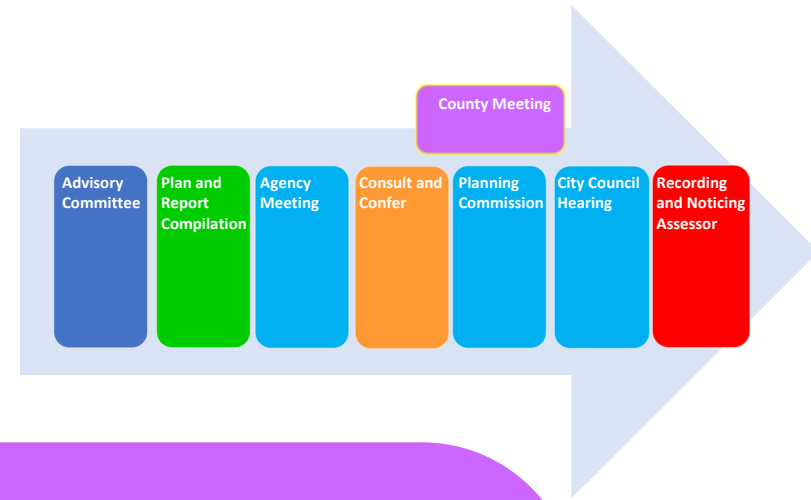 County Meeting
Advisory
Committee
Plan and
Report
Compilation
Agency
Meeting
Consult and
Confer
Planning
Commission
City Council
Hearing
Recording
and Noticing
Assessor